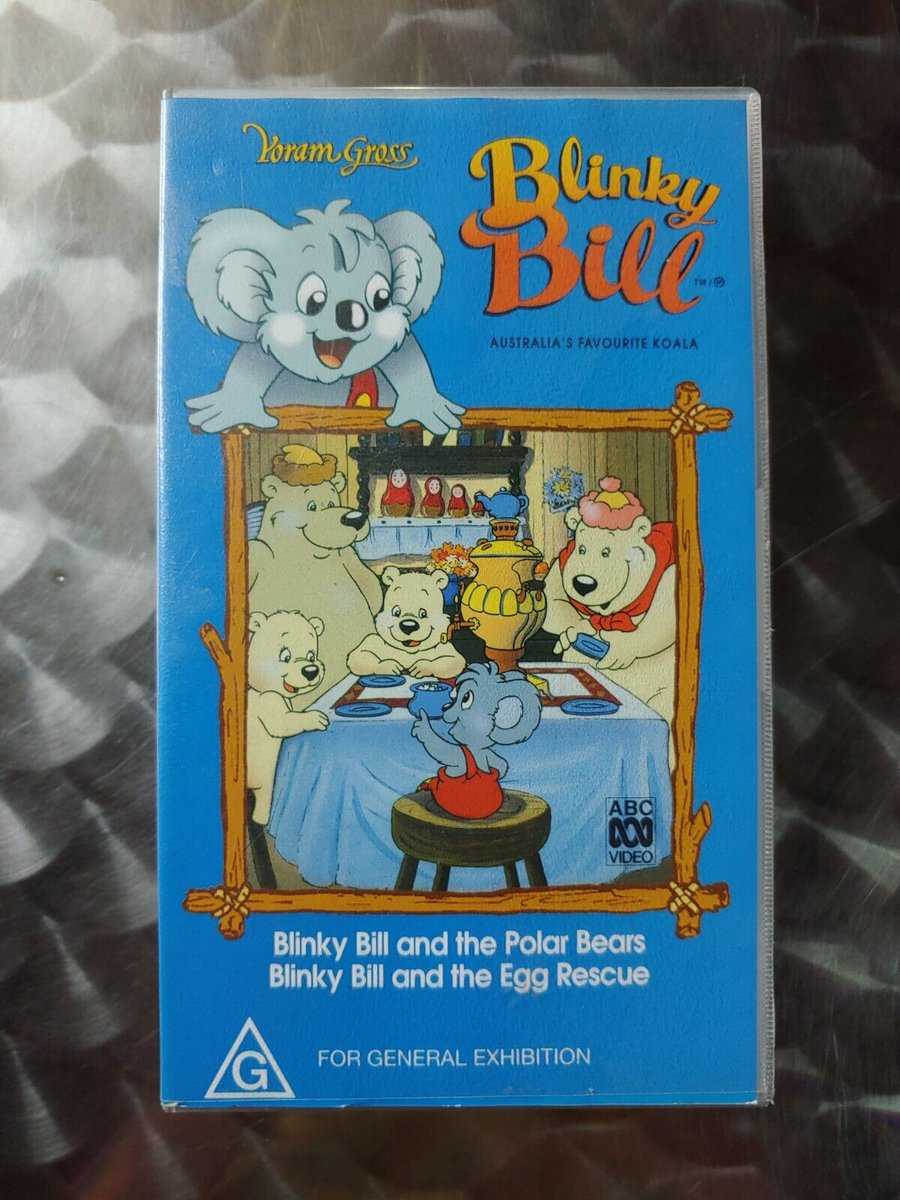 Yoram Gross
Blinky
Bill
TM/®
AUSTRALIA'S FAVOURITE KOALA
ABC
VIDEO
Blinky Bill and the Polar Bears
Blinky Bill and the Egg Rescue
G
FOR GENERAL EXHIBITION